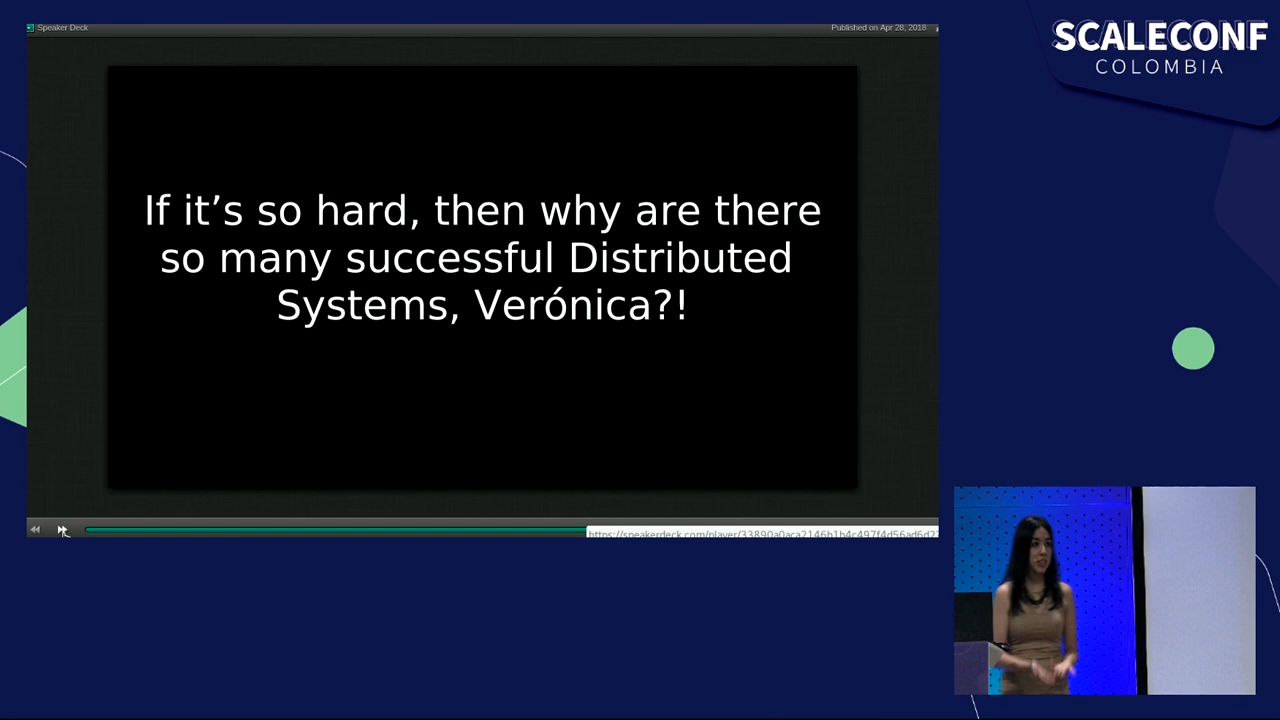 Speaker Deck
Published on Apr 28, 2018
SCALECONF
COLOMBIA
If it's so hard, then why are there
so many successful Distributed
Systems, Verónica?!